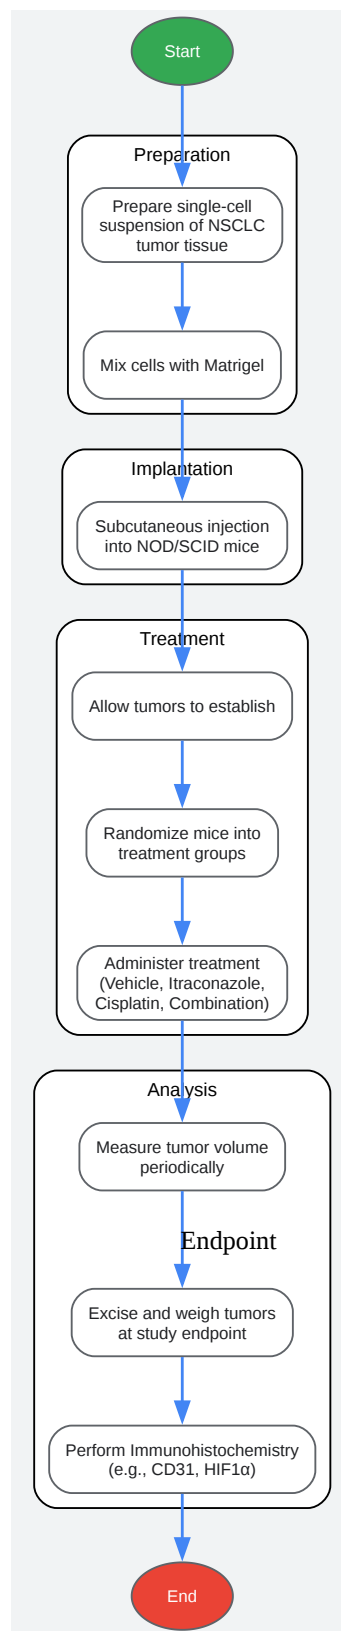 Start
Preparation
Prepare single-cell
suspension of NSCLC
tumor tissue
Mix cells with Matrigel
Implantation
Subcutaneous injection
into NOD/SCID mice
Treatment
Allow tumors to establish
Randomize mice into
treatment groups
Administer treatment
(Vehicle, Itraconazole,
Cisplatin, Combination)
Analysis
Measure tumor volume
periodically
Endpoint
Excise and weigh tumors
at study endpoint
Perform Immunohistochemistry
(e.g., CD31, HIF1α)
End